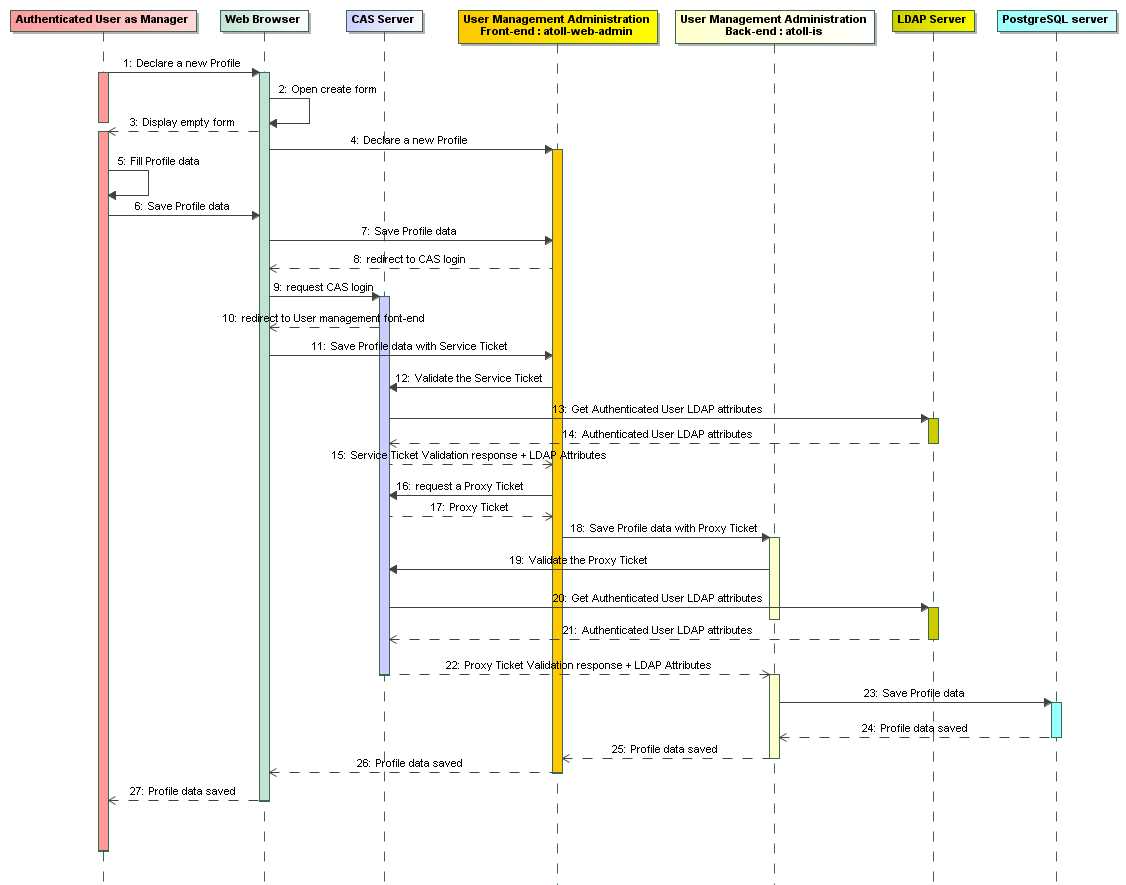 Authenticated User as Manager
Web Browser
CAS Server
User Management Administration
Front-end : atoll-web-admin
User Management Administration
Back-end : atoll-is
LDAP Server
PostgreSQL server
1: Declare a new Profile
2: Open create form
3: Display empty form
4: Declare a new Profile
5: Fill Profile data
6: Save Profile data
7: Save Profile data
8: redirect to CAS login
9: request CAS login
10: redirect to User management font-end
11: Save Profile data with Service Ticket
12: Validate the Service Ticket
13: Get Authenticated User LDAP attributes
14: Authenticated User LDAP attributes
15: Service Ticket Validation response + LDAP Attributes
16: request a Proxy Ticket
17: Proxy Ticket
18: Save Profile data with Proxy Ticket
19: Validate the Proxy Ticket
20: Get Authenticated User LDAP attributes
21: Authenticated User LDAP attributes
22: Proxy Ticket Validation response + LDAP Attributes
23: Save Profile data
24: Profile data saved
25: Profile data saved
26: Profile data saved
27: Profile data saved